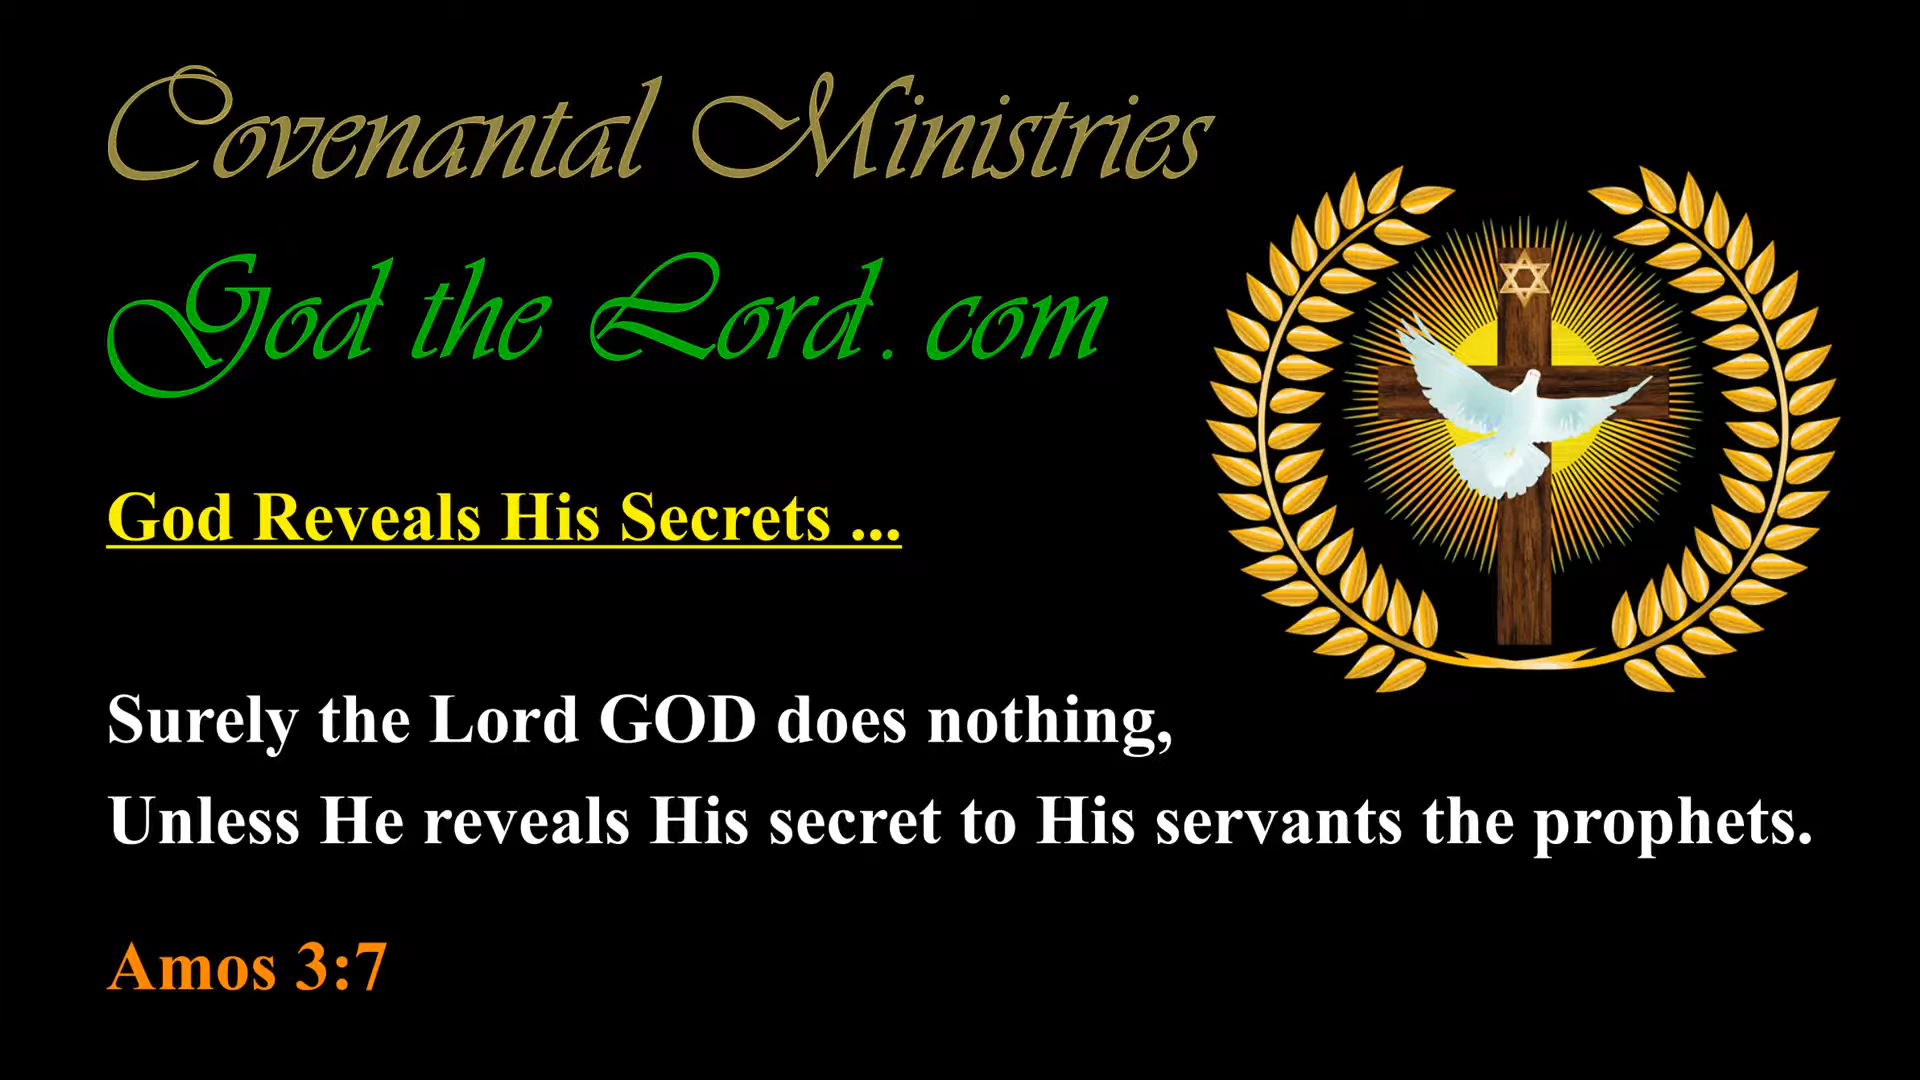 Covenantal Ministries
God the Lord . com
God Reveals His Secrets ...
Surely the Lord GOD does nothing,
Unless He reveals His secret to His servants the prophets.
Amos 3:7